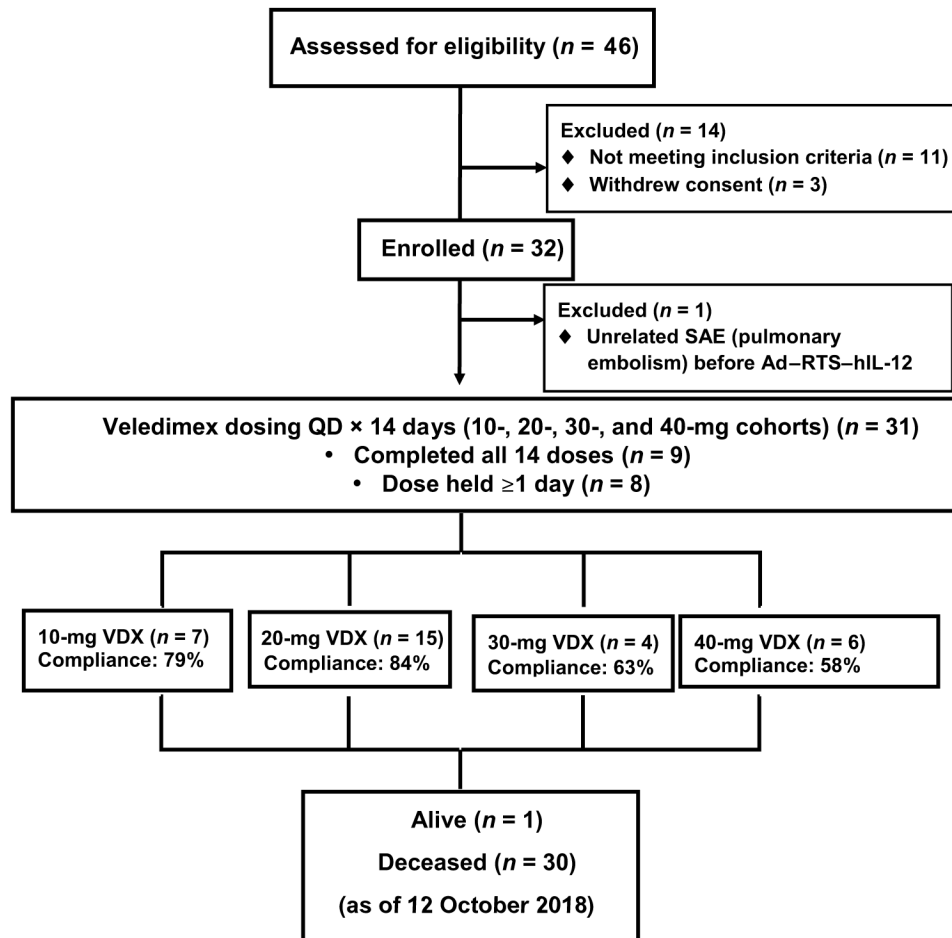 Assessed for eligibility (n = 46)
Excluded (n = 14)
♦ Not meeting inclusion criteria (n = 11)
♦ Withdrew consent (n = 3)
Enrolled (n = 32)
Excluded (n = 1)
♦ Unrelated SAE (pulmonary
embolism) before Ad–RTS–hIL-12
Veledimex dosing QD × 14 days (10-, 20-, 30-, and 40-mg cohorts) (n = 31)
• Completed all 14 doses (n = 9)
• Dose held ≥1 day (n = 8)
10-mg VDX (n = 7)
Compliance: 79%
20-mg VDX (n = 15)
Compliance: 84%
30-mg VDX (n = 4)
Compliance: 63%
40-mg VDX (n = 6)
Compliance: 58%
Alive (n = 1)
Deceased (n = 30)
(as of 12 October 2018)